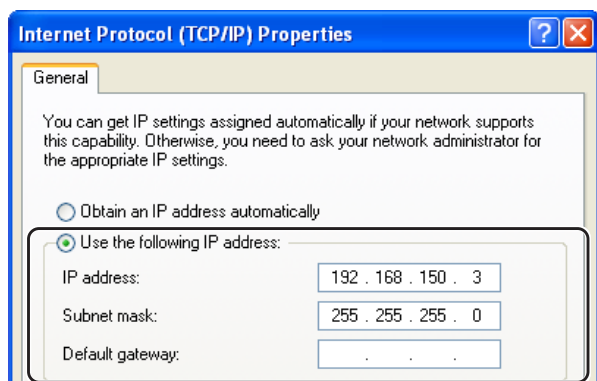 Internet Protocol (TCP/IP) Properties ? X
General
You can get IP settings assigned automatically if your network supports
this capability. Otherwise, you need to ask your network administrator for
the appropriate IP settings.
Obtain an IP address automatically
Use the following IP address:
IP address: 192 . 168 . 150 . 3
Subnet mask: 255 . 255 . 255 . 0
Default gateway: . . .